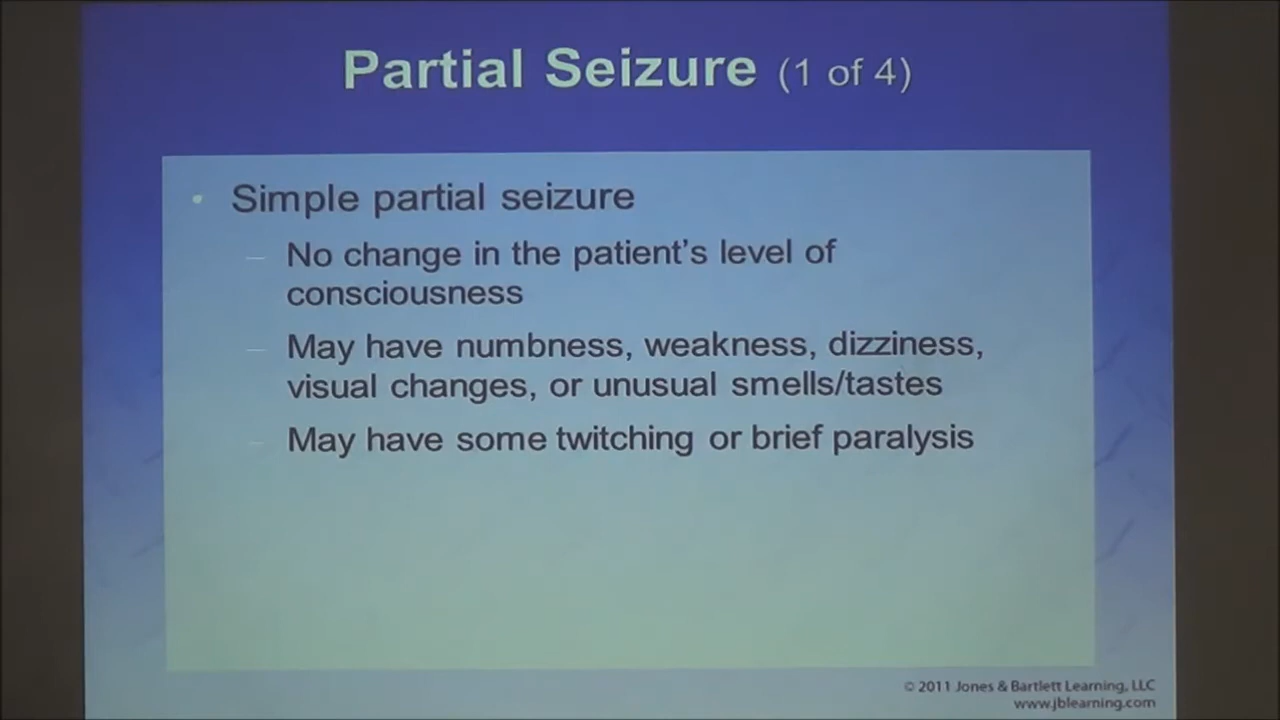 Partial Seizure (1 of 4)
• Simple partial seizure
– No change in the patient's level of
consciousness
– May have numbness, weakness, dizziness,
visual changes, or unusual smells/tastes
– May have some twitching or brief paralysis
© 2011 Jones & Bartlett Learning, LLC
www.jblearning.com